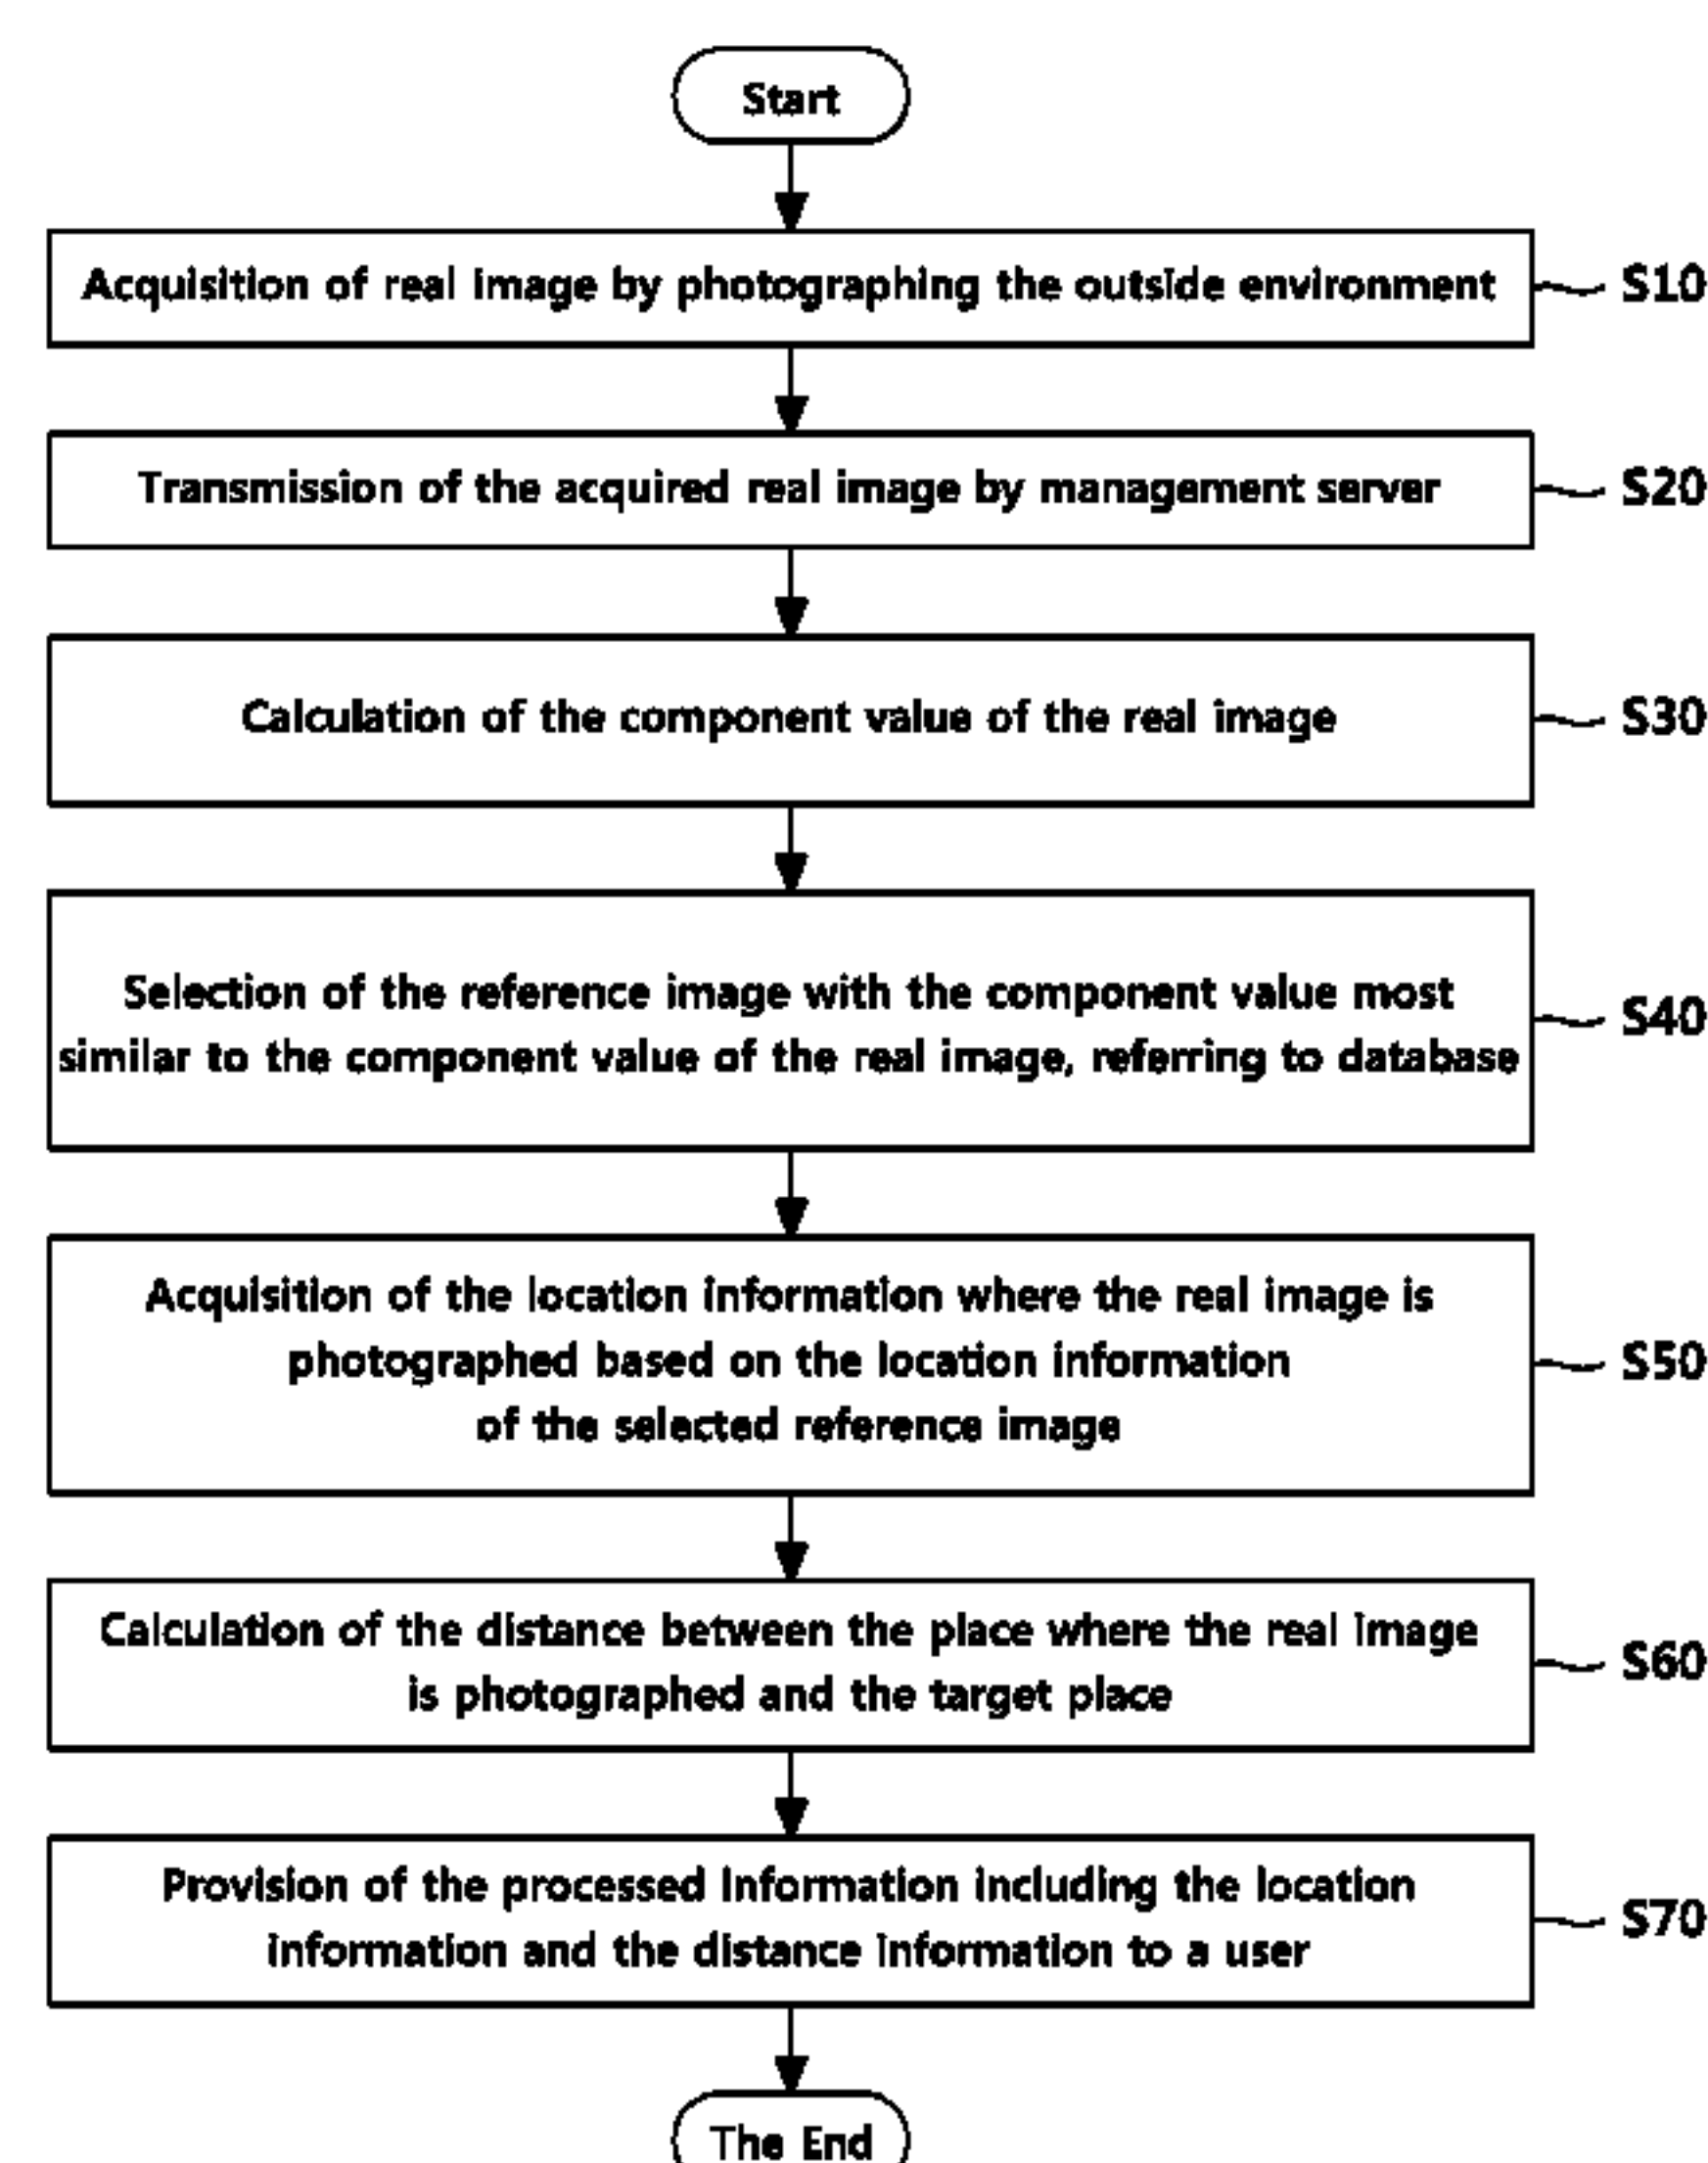 Start
Acquisition of real image by photographing the outside environment
S10
Transmission of the acquired real image by management server
S20
Calculation of the component value of the real image
S30
Selection of the reference image with the component value most
similar to the component value of the real image, referring to database
S40
Acquisition of the location information where the real image is
photographed based on the location information
of the selected reference image
S50
Calculation of the distance between the place where the real image
is photographed and the target place
S60
Provision of the processed information including the location
information and the distance information to a user
S70
The End